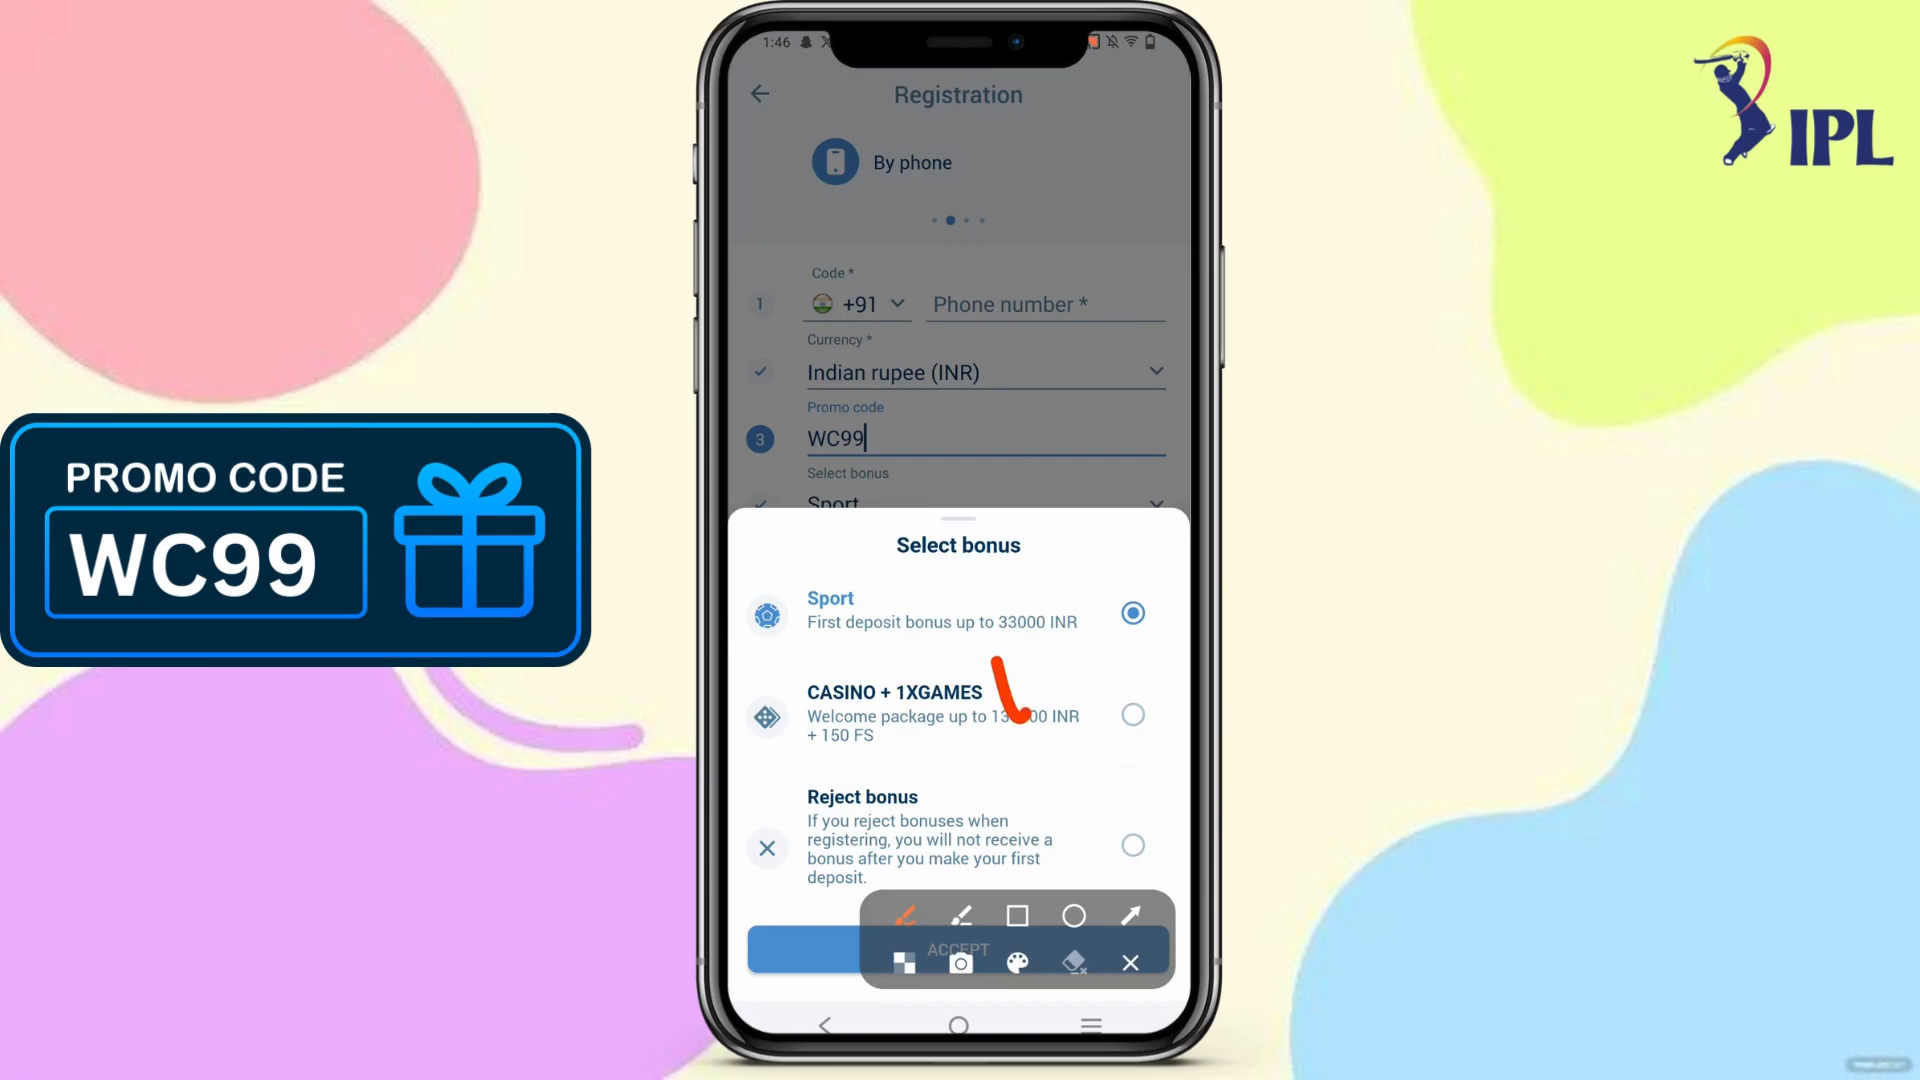 IPL
PROMO CODE
WC99
1:46
Registration
By phone
Code *
1
+91
Phone number *
Currency *
Indian rupee (INR)
Promo code
3
WC99
Select bonus
Sport
Select bonus
Sport
First deposit bonus up to 33000 INR
CASINO + 1XGAMES
Welcome package up to 13 00 INR
+ 150 FS
Reject bonus
If you reject bonuses when
registering, you will not receive a
bonus after you make your first
deposit.
ACCEPT